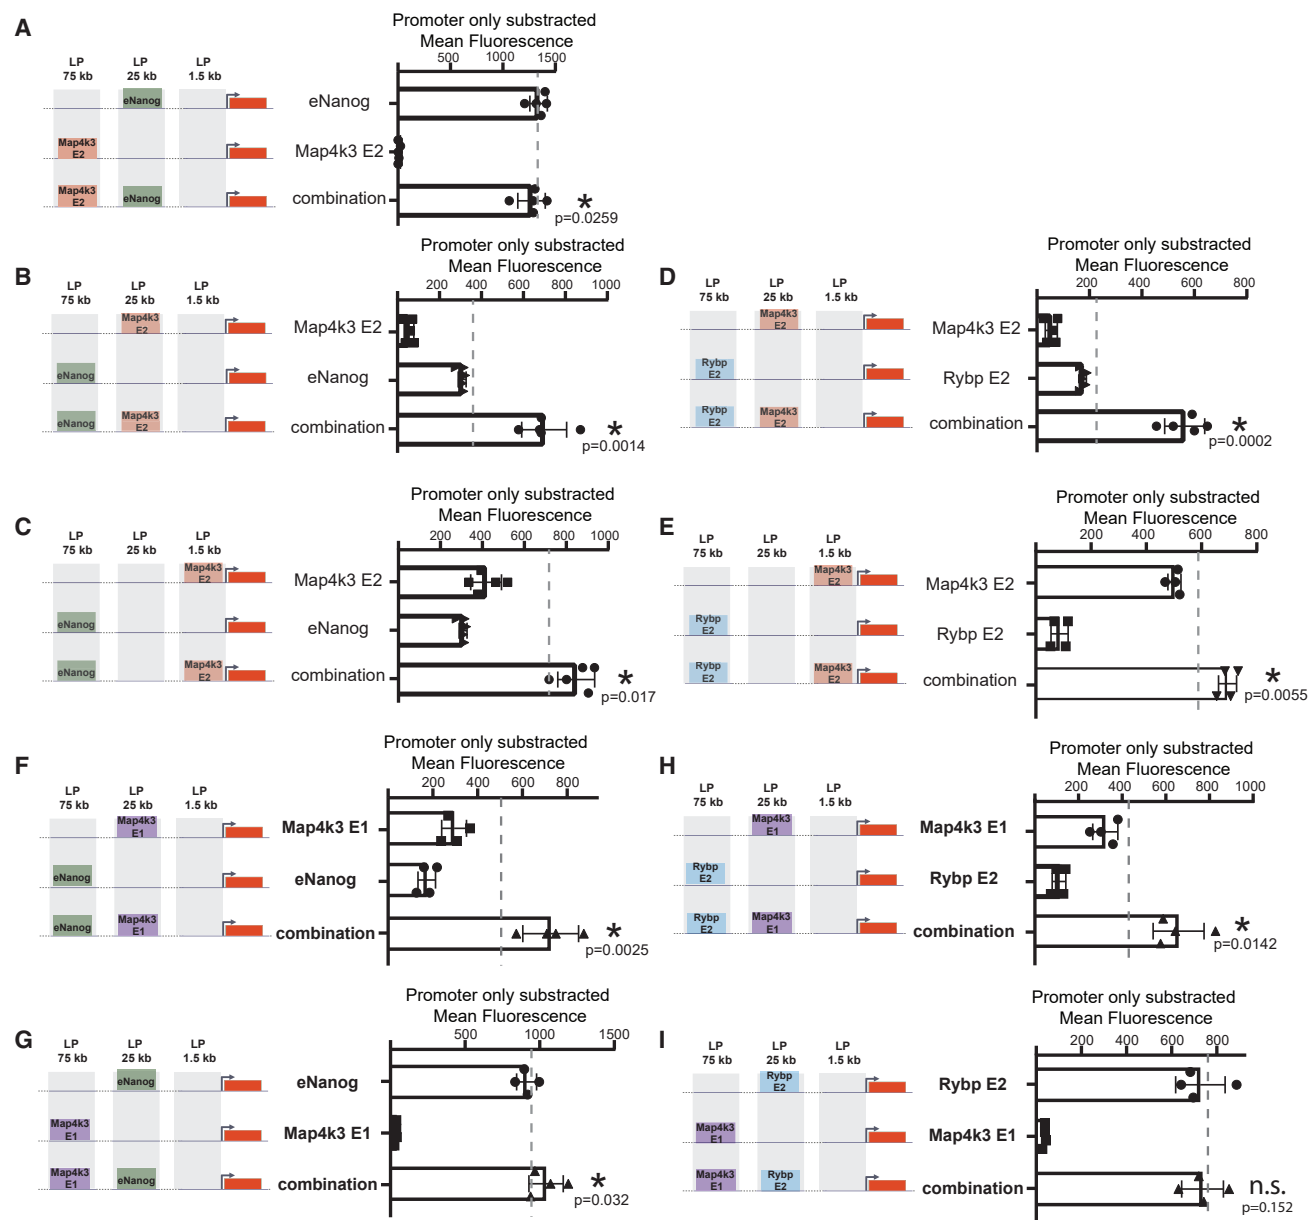 A
Promoter only substracted
Mean Fluorescence
500 1000 1500
LP LP LP
75 kb 25 kb 1.5 kb
eNanog
eNanog
Map4k3
E2
Map4k3 E2
Map4k3
E2
eNanog
combination
*
p=0.0259
B
Promoter only substracted
Mean Fluorescence
200 400 600 800 1000
LP LP LP
75 kb 25 kb 1.5 kb
Map4k3
E2
Map4k3 E2
eNanog
eNanog
eNanog
Map4k3
E2
combination
*
p=0.0014
D
Promoter only substracted
Mean Fluorescence
200 400 600 800
LP LP LP
75 kb 25 kb 1.5 kb
Map4k3
E2
Map4k3 E2
Rybp
E2
Rybp E2
Rybp
E2
Map4k3
E2
combination
*
p=0.0002
C
Promoter only substracted
Mean Fluorescence
200 400 600 800 1000
LP LP LP
75 kb 25 kb 1.5 kb
Map4k3
E2
Map4k3 E2
eNanog
eNanog
eNanog
Map4k3
E2
combination
*
p=0.017
E
Promoter only substracted
Mean Fluorescence
200 400 600 800
LP LP LP
75 kb 25 kb 1.5 kb
Map4k3
E2
Map4k3 E2
Rybp
E2
Rybp E2
Rybp
E2
Map4k3
E2
combination
*
p=0.0055
F
Promoter only substracted
Mean Fluorescence
200 400 600 800
LP LP LP
75 kb 25 kb 1.5 kb
Map4k3
E1
Map4k3 E1
eNanog
eNanog
eNanog
Map4k3
E1
combination
*
p=0.0025
H
Promoter only substracted
Mean Fluorescence
200 400 600 800 1000
LP LP LP
75 kb 25 kb 1.5 kb
Map4k3
E1
Map4k3 E1
Rybp
E2
Rybp E2
Rybp
E2
Map4k3
E1
combination
*
p=0.0142
G
Promoter only substracted
Mean Fluorescence
500 1000 1500
LP LP LP
75 kb 25 kb 1.5 kb
eNanog
eNanog
Map4k3
E1
Map4k3 E1
Map4k3
E1
eNanog
combination
*
p=0.032
I
Promoter only substracted
Mean Fluorescence
200 400 600 800
LP LP LP
75 kb 25 kb 1.5 kb
Rybp
E2
Rybp E2
Map4k3
E1
Map4k3 E1
Map4k3
E1
Rybp
E2
combination
n.s.
p=0.152